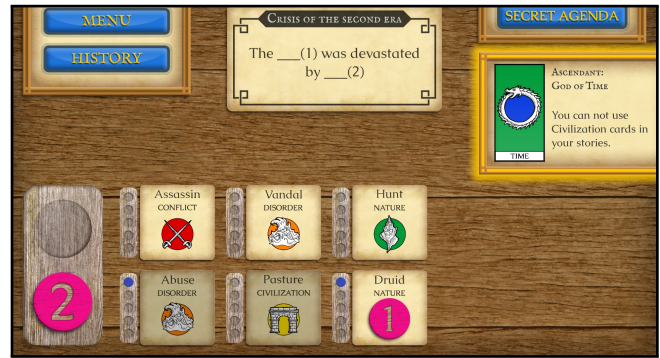 MENU
HISTORY
Crisis of the second era
The ___(1) was devastated
by ___(2)
SECRET AGENDA
Ascendant:
God of Time
You can not use
Civilization cards in
your stories.
TIME
Assassin
CONFLICT
Vandal
DISORDER
Hunt
NATURE
2
Abuse
DISORDER
Pasture
CIVILIZATION
Druid
NATURE
1